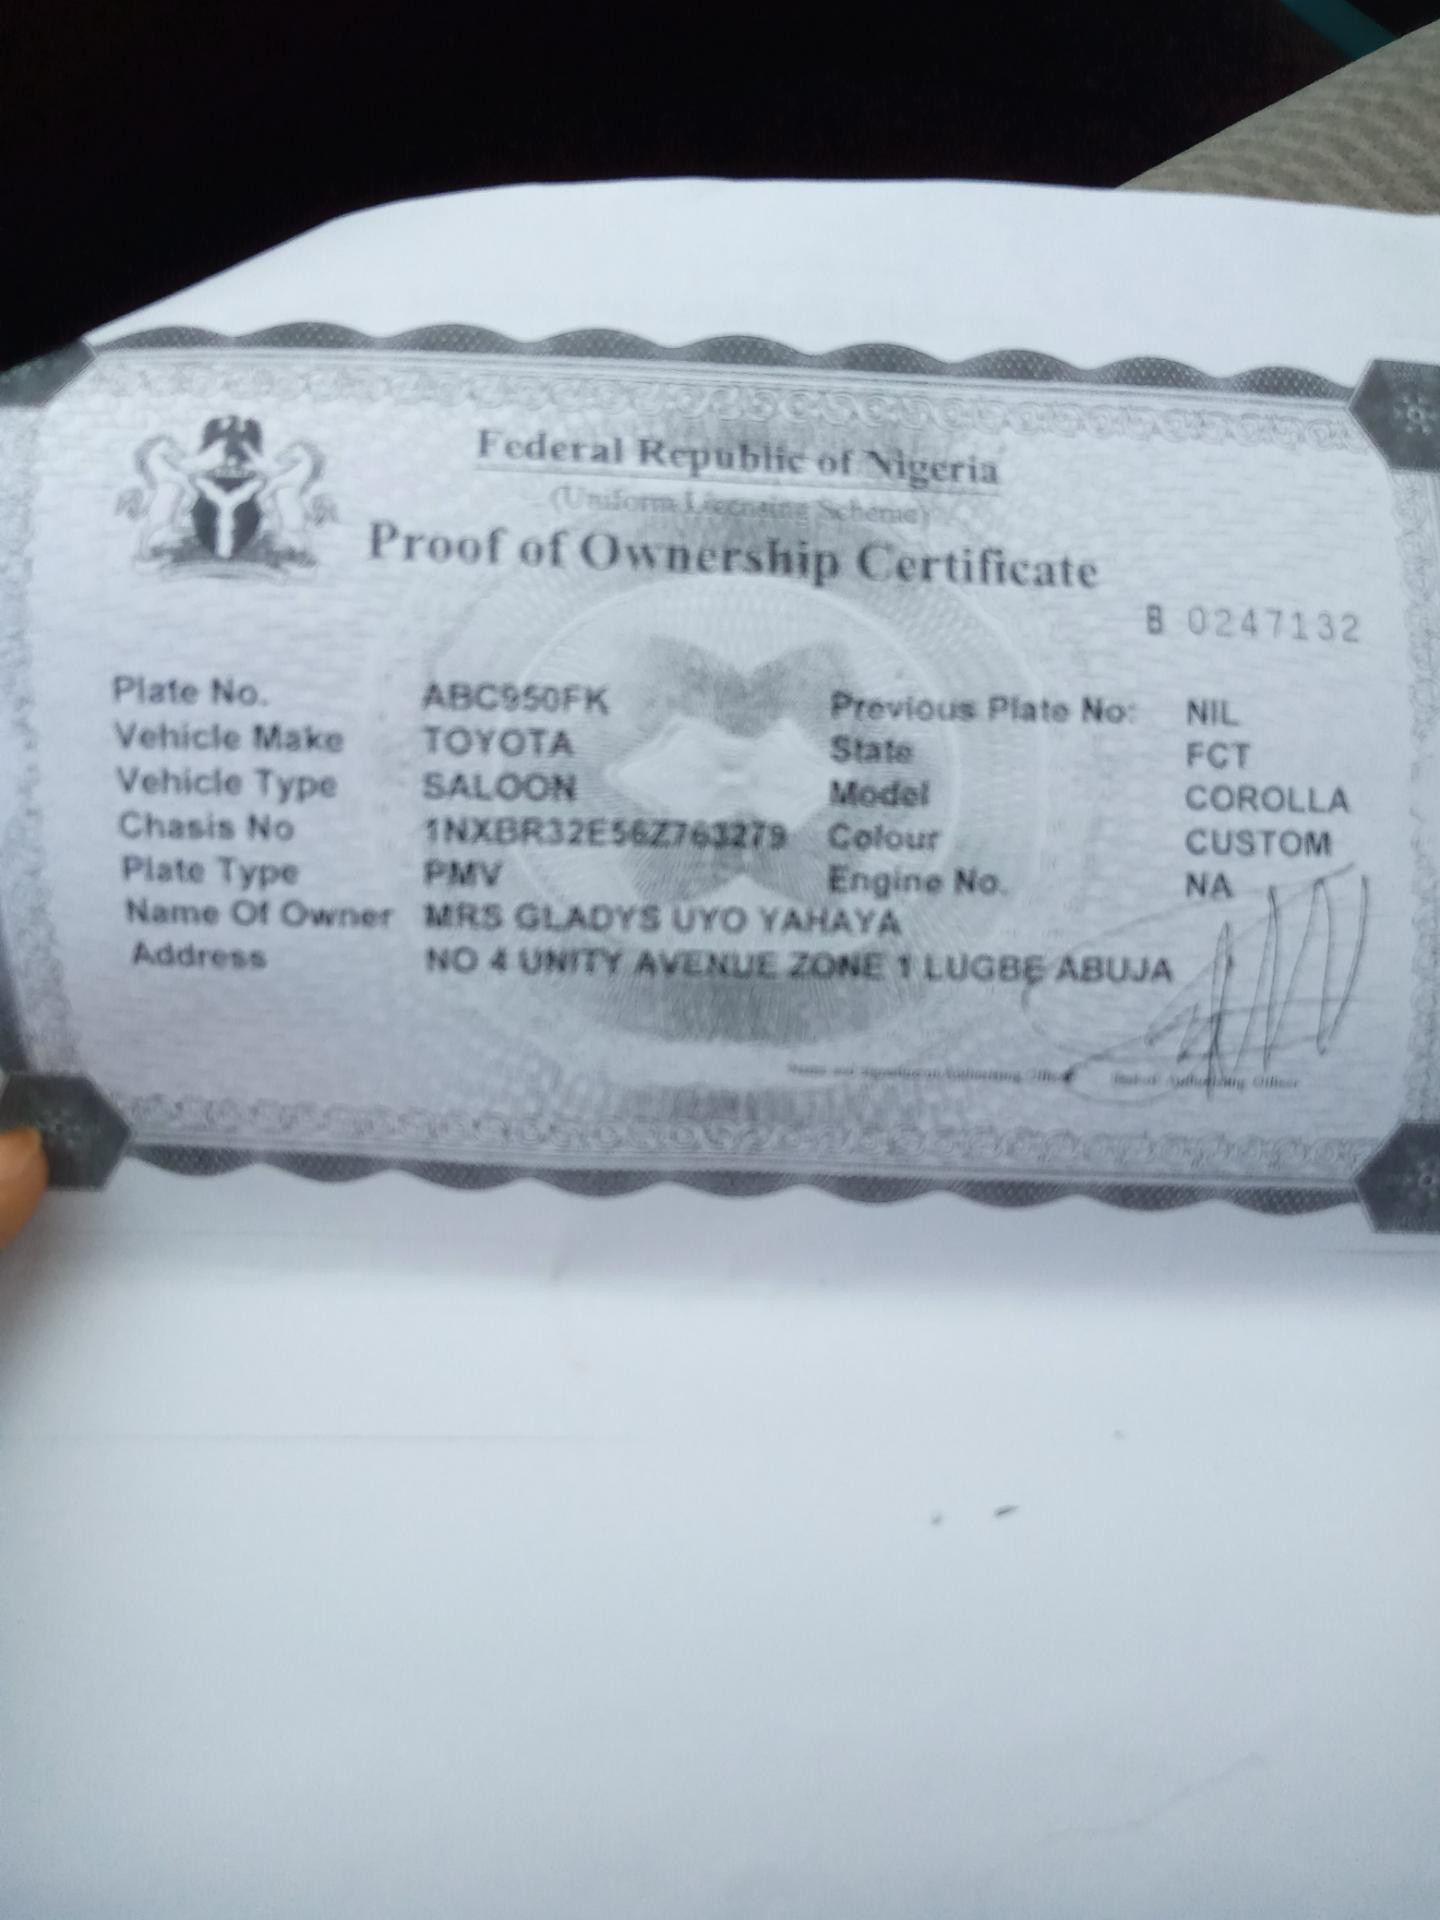 Federal Republic of Nigeria
(Uniform Licensing Scheme)
Proof of Ownership Certificate
B 0247132
Plate No. ABC950FK Previous Plate No: NIL
Vehicle Make TOYOTA State FCT
Vehicle Type SALOON Model COROLLA
Chasis No 1NXBR32E56Z763279 Colour CUSTOM
Plate Type PMV Engine No. NA
Name Of Owner MRS GLADYS UYO YAHAYA
Address NO 4 UNITY AVENUE ZONE 1 LUGBE ABUJA
Name and Signature of Authorising Officer Authorizing Officer